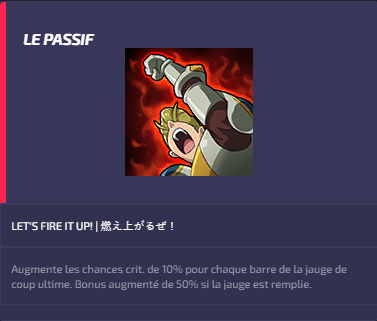 LE PASSIF
LET'S FIRE IT UP! | 燃え上がるぜ！
Augmente les chances crit. de 10% pour chaque barre de la jauge de
coup ultime. Bonus augmenté de 50% si la jauge est remplie.